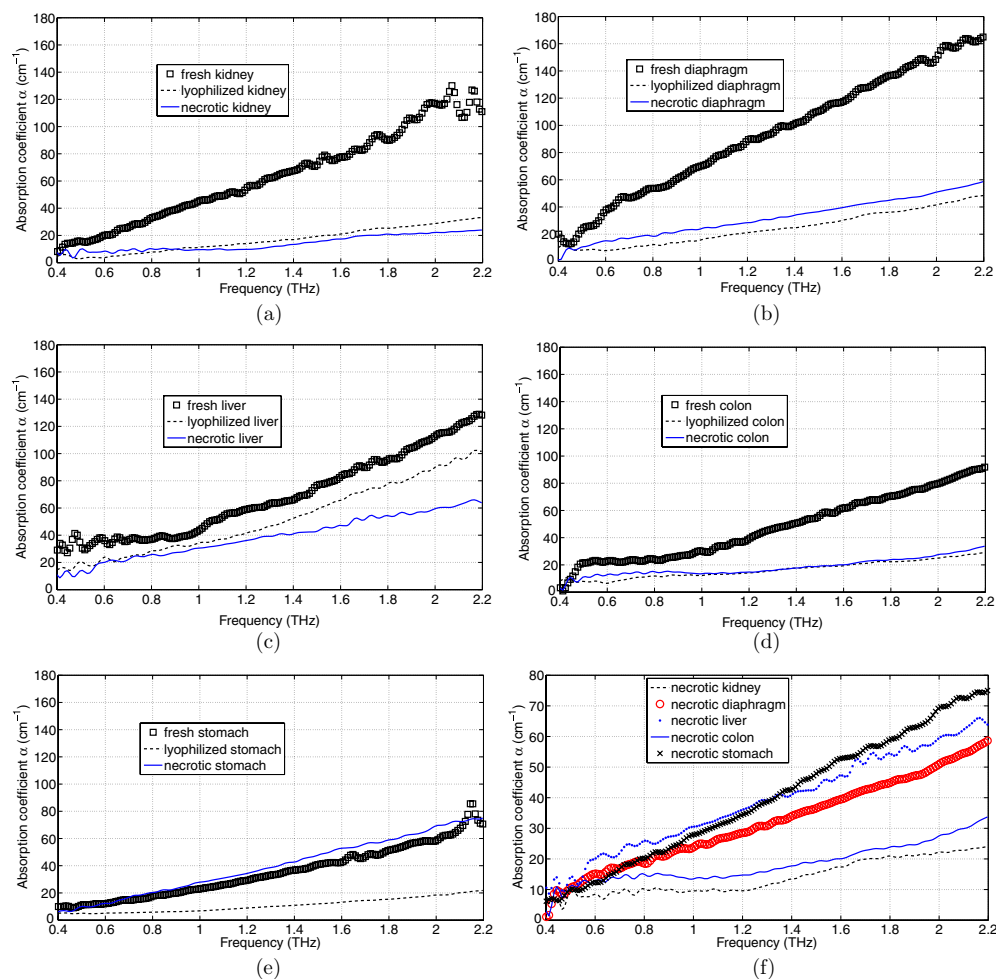 180
160
140
120
100
80
60
40
20
0
Absorption coefficient α (cm⁻¹)
fresh kidney
lyophilized kidney
necrotic kidney
0.4 0.6 0.8 1 1.2 1.4 1.6 1.8 2 2.2
Frequency (THz)
(a)
180
160
140
120
100
80
60
40
20
0
Absorption coefficient α (cm⁻¹)
fresh diaphragm
lyophilized diaphragm
necrotic diaphragm
0.4 0.6 0.8 1 1.2 1.4 1.6 1.8 2 2.2
Frequency (THz)
(b)
180
160
140
120
100
80
60
40
20
0
Absorption coefficient α (cm⁻¹)
fresh liver
lyophilized liver
necrotic liver
0.4 0.6 0.8 1 1.2 1.4 1.6 1.8 2 2.2
Frequency (THz)
(c)
180
160
140
120
100
80
60
40
20
0
Absorption coefficient α (cm⁻¹)
fresh colon
lyophilized colon
necrotic colon
0.4 0.6 0.8 1 1.2 1.4 1.6 1.8 2 2.2
Frequency (THz)
(d)
180
160
140
120
100
80
60
40
20
0
Absorption coefficient α (cm⁻¹)
fresh stomach
lyophilized stomach
necrotic stomach
0.4 0.6 0.8 1 1.2 1.4 1.6 1.8 2 2.2
Frequency (THz)
(e)
80
70
60
50
40
30
20
10
0
Absorption coefficient α (cm⁻¹)
necrotic kidney
necrotic diaphragm
necrotic liver
necrotic colon
necrotic stomach
0.4 0.6 0.8 1 1.2 1.4 1.6 1.8 2 2.2
Frequency (THz)
(f)